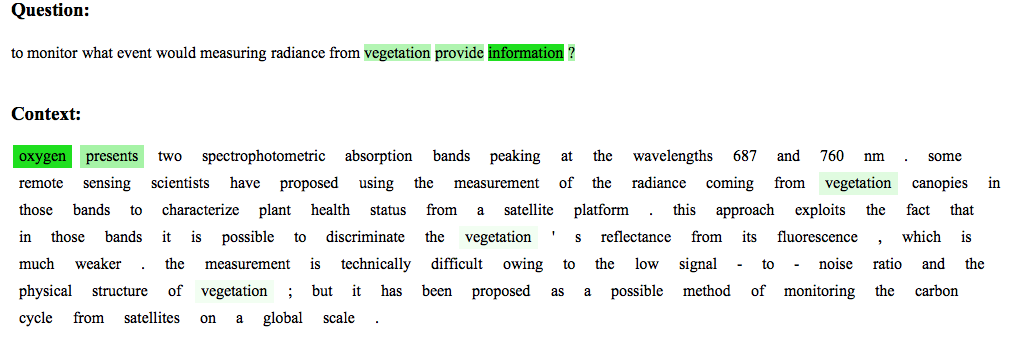 Question:
to monitor what event would measuring radiance from vegetation provide information ?
Context:
oxygen presents two spectrophotometric absorption bands peaking at the wavelengths 687 and 760 nm . some
remote sensing scientists have proposed using the measurement of the radiance coming from vegetation canopies in
those bands to characterize plant health status from a satellite platform . this approach exploits the fact that
in those bands it is possible to discriminate the vegetation ' s reflectance from its fluorescence , which is
much weaker . the measurement is technically difficult owing to the low signal - to - noise ratio and the
physical structure of vegetation ; but it has been proposed as a possible method of monitoring the carbon
cycle from satellites on a global scale .